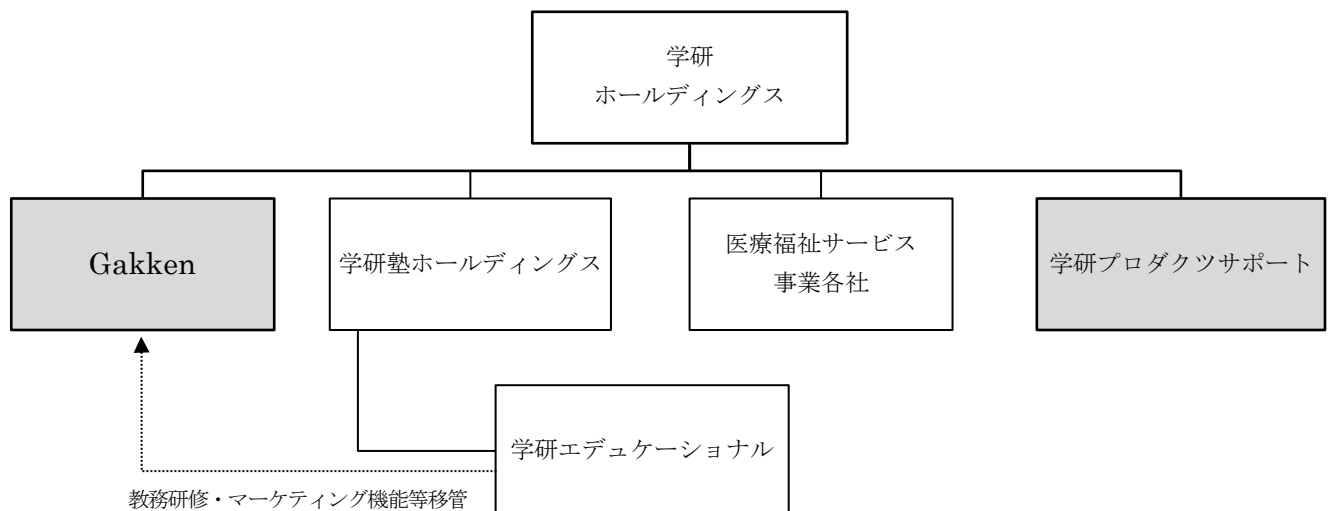 学研
ホールディングス
Gakken
学研塾ホールディングス
医療福祉サービス
事業各社
学研プロダクツサポート
学研エデュケーショナル
教務研修・マーケティング機能等移管